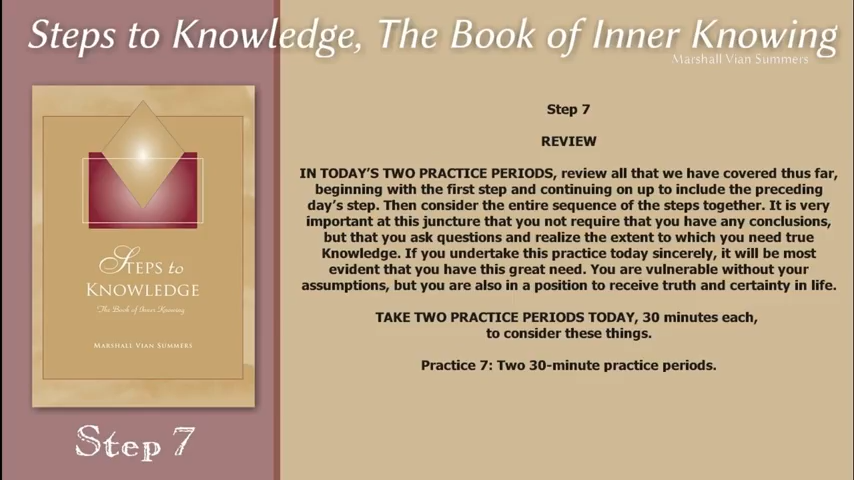 Steps to Knowledge, The Book of Inner Knowing
Marshall Vian Summers
STEPS to
KNOWLEDGE
The Book of Inner Knowing
MARSHALL VIAN SUMMERS
Step 7
Step 7
REVIEW
IN TODAY'S TWO PRACTICE PERIODS, review all that we have covered thus far,
beginning with the first step and continuing on up to include the preceding
day's step. Then consider the entire sequence of the steps together. It is very
important at this juncture that you not require that you have any conclusions,
but that you ask questions and realize the extent to which you need true
Knowledge. If you undertake this practice today sincerely, it will be most
evident that you have this great need. You are vulnerable without your
assumptions, but you are also in a position to receive truth and certainty in life.
TAKE TWO PRACTICE PERIODS TODAY, 30 minutes each,
to consider these things.
Practice 7: Two 30-minute practice periods.